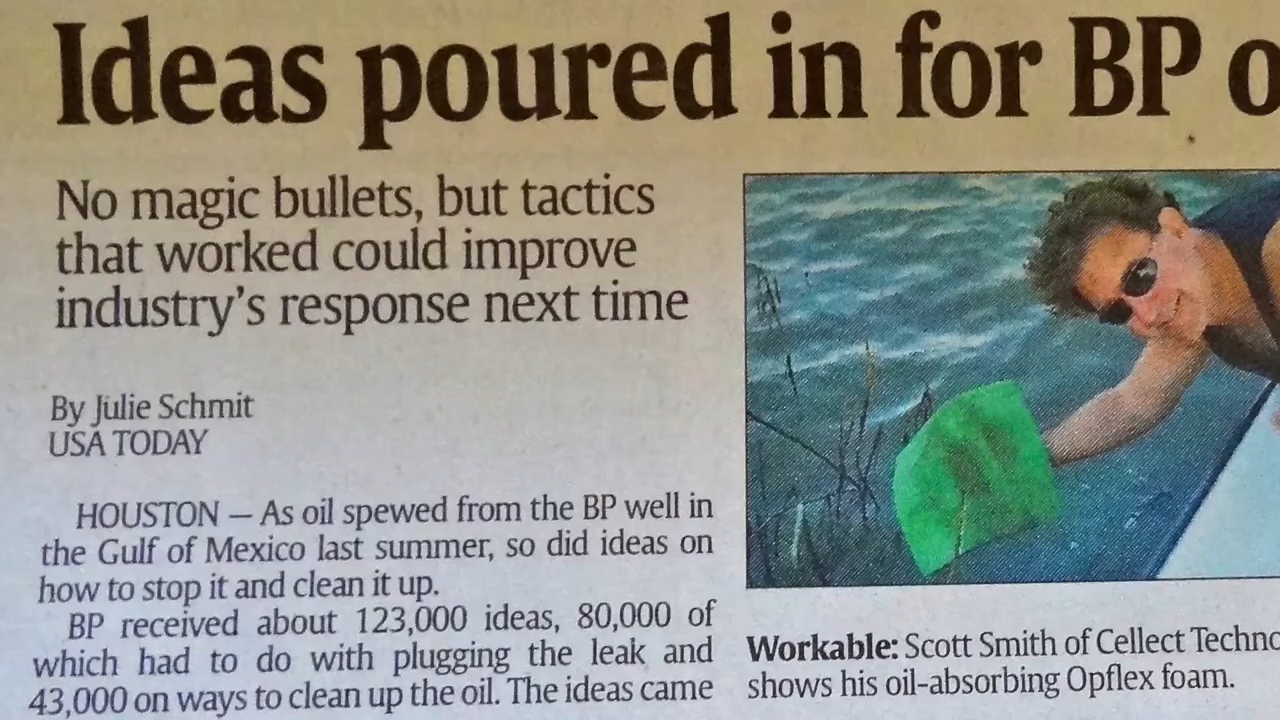 Ideas poured in for BP
No magic bullets, but tactics
that worked could improve
industry's response next time
By Julie Schmit
USA TODAY
HOUSTON — As oil spewed from the BP well in
the Gulf of Mexico last summer, so did ideas on
how to stop it and clean it up.
BP received about 123,000 ideas, 80,000 of
which had to do with plugging the leak and
43,000 on ways to clean up the oil. The ideas came
Workable: Scott Smith of Cellect Techno
shows his oil-absorbing Opflex foam.